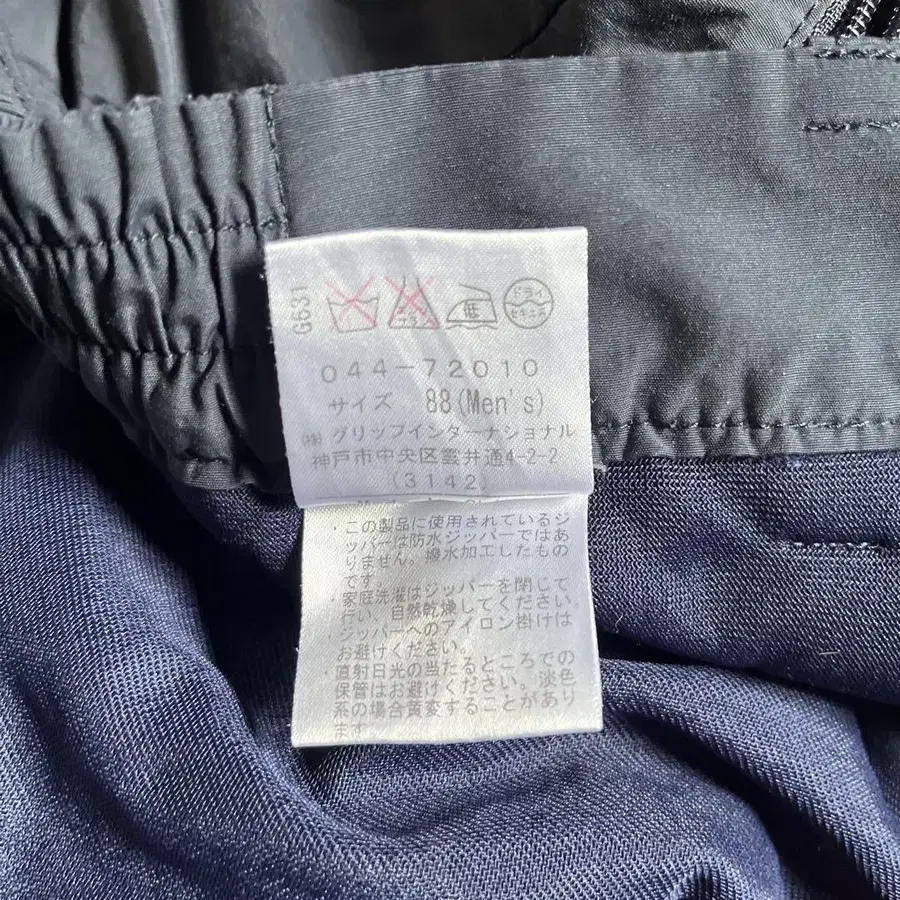 G631
低
ドライ
セキユ系
044-72010
サイズ 88(Men's)
㈱グリップインターナショナル
神戸市中央区雲井通4-2-2
(3142)
・この製品に使用されているジ
ッパーは防水ジッパーではあ
りません。撥水加工したもの
です。
・家庭洗濯はジッパーを閉じて
行い、自然乾燥してください。
・ジッパーへのアイロン掛けは
お避けください。
・直射日光の当たるところでの
保管はお避けください。淡色
系の場合黄変することがあり
ます。